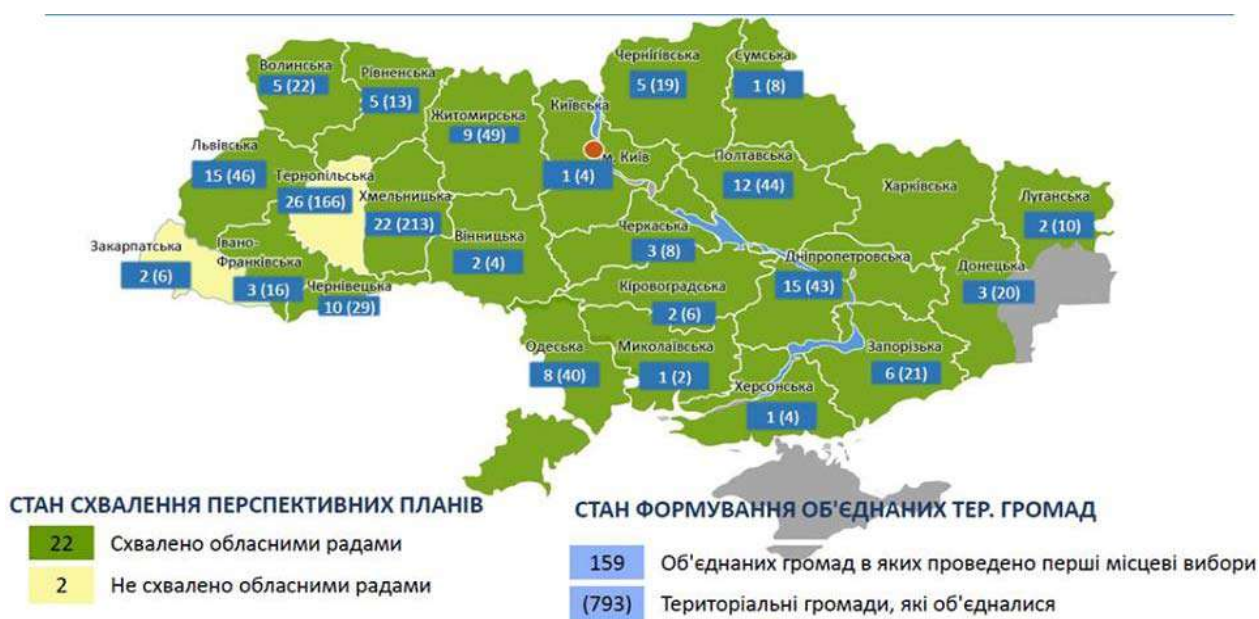 Волинська
5 (22)
Рівненська
5 (13)
Житомирська
9 (49)
Київська
м. Київ
1 (4)
Чернігівська
5 (19)
Сумська
1 (8)
Львівська
15 (46)
Тернопільська
26 (166)
Хмельницька
22 (213)
Вінницька
2 (4)
Черкаська
3 (8)
Полтавська
12 (44)
Харківська
Луганська
2 (10)
Закарпатська
2 (6)
Івано-
Франківська
3 (16)
Чернівецька
10 (29)
Кіровоградська
2 (6)
Дніпропетровська
15 (43)
Донецька
3 (20)
Одеська
8 (40)
Миколаївська
1 (2)
Херсонська
1 (4)
Запорізька
6 (21)
СТАН СХВАЛЕННЯ ПЕРСПЕКТИВНИХ ПЛАНІВ
22 Схвалено обласними радами
2 Не схвалено обласними радами
СТАН ФОРМУВАННЯ ОБ'ЄДНАНИХ ТЕР. ГРОМАД
159 Об'єднаних громад в яких проведено перші місцеві вибори
(793) Територіальні громади, які об'єдналися